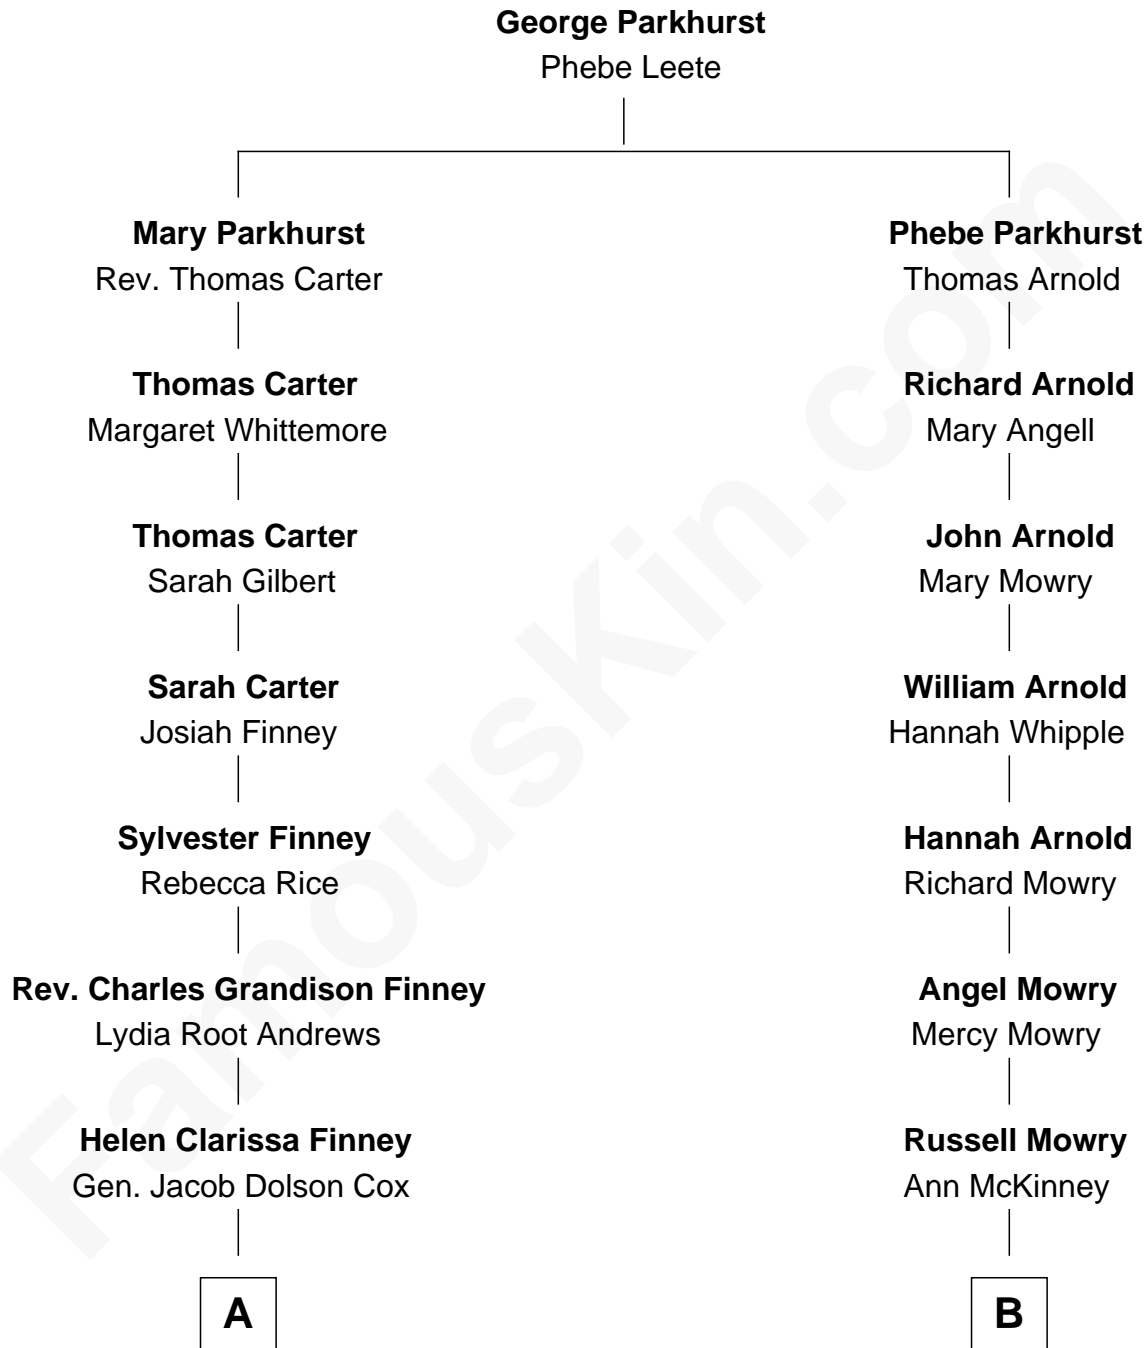 George Parkhurst
Phebe Leete
Mary Parkhurst
Rev. Thomas Carter
Phebe Parkhurst
Thomas Arnold
Thomas Carter
Margaret Whittemore
Richard Arnold
Mary Angell
Thomas Carter
Sarah Gilbert
John Arnold
Mary Mowry
Sarah Carter
Josiah Finney
William Arnold
Hannah Whipple
Sylvester Finney
Rebecca Rice
Hannah Arnold
Richard Mowry
Rev. Charles Grandison Finney
Lydia Root Andrews
Angel Mowry
Mercy Mowry
Helen Clarissa Finney
Gen. Jacob Dolson Cox
Russell Mowry
Ann McKinney
A
B
FamousKin.com